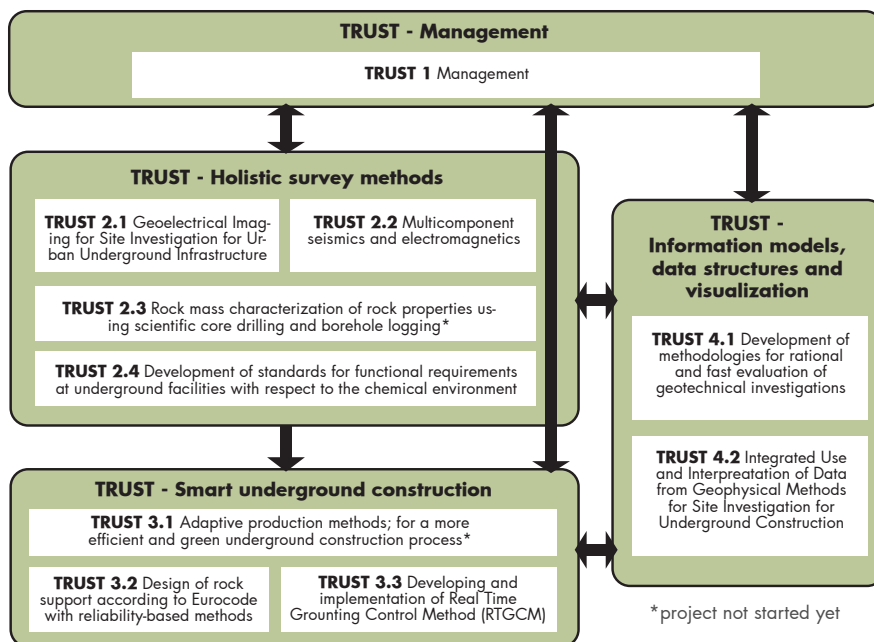 TRUST - Management
TRUST 1 Management
TRUST - Holistic survey methods
TRUST 2.1 Geoelectrical Imag-
ing for Site Investigation for Ur-
ban Underground Infrastructure
TRUST 2.2 Multicomponent
seismics and electromagnetics
TRUST 2.3 Rock mass characterization of rock properties us-
ing scientific core drilling and borehole logging*
TRUST 2.4 Development of standards for functional requirements
at underground facilities with respect to the chemical environment
TRUST - Smart underground construction
TRUST 3.1 Adaptive production methods; for a more
efficient and green underground construction process*
TRUST 3.2 Design of rock
support according to Eurocode
with reliability-based methods
TRUST 3.3 Developing and
implementation of Real Time
Grounting Control Method (RTGCM)
TRUST -
Information models,
data structures and
visualization
TRUST 4.1 Development of
methodologies for rational
and fast evaluation of
geotechnical investigations
TRUST 4.2 Integrated Use
and Interpreatation of Data
from Geophysical Methods
for Site Investigation for
Underground Construction
*project not started yet